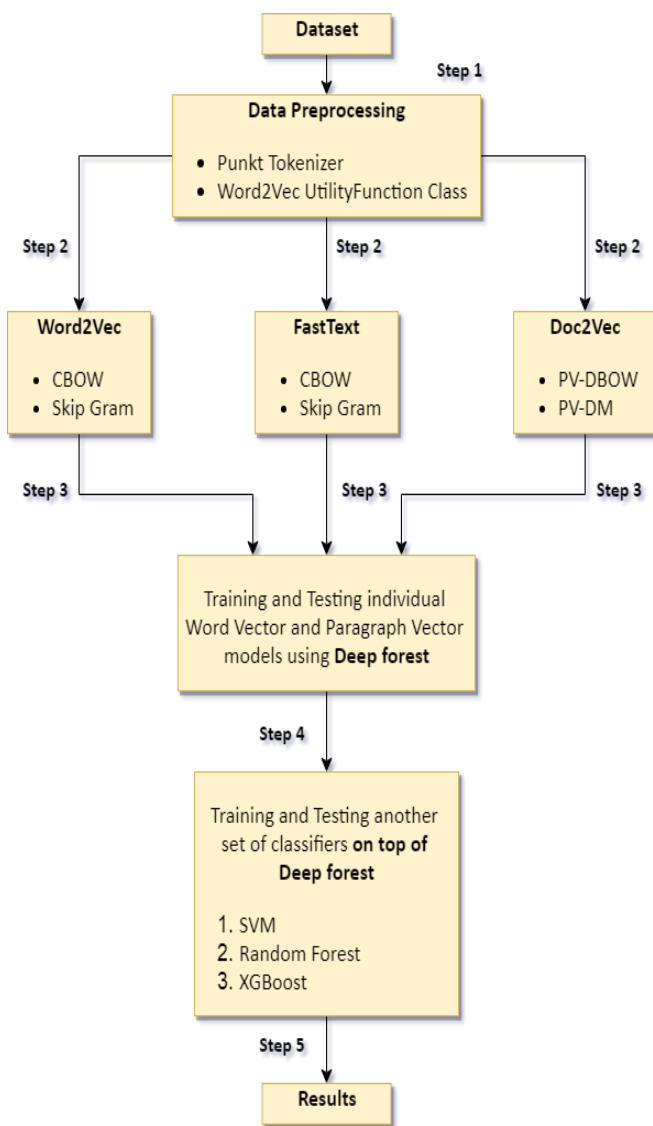 Dataset
Step 1
Data Preprocessing
• Punkt Tokenizer
• Word2Vec UtilityFunction Class
Step 2
Step 2
Step 2
Word2Vec
• CBOW
• Skip Gram
FastText
• CBOW
• Skip Gram
Doc2Vec
• PV-DBOW
• PV-DM
Step 3
Step 3
Step 3
Training and Testing individual
Word Vector and Paragraph Vector
models using Deep forest
Step 4
Training and Testing another
set of classifiers on top of
Deep forest
1. SVM
2. Random Forest
3. XGBoost
Step 5
Results